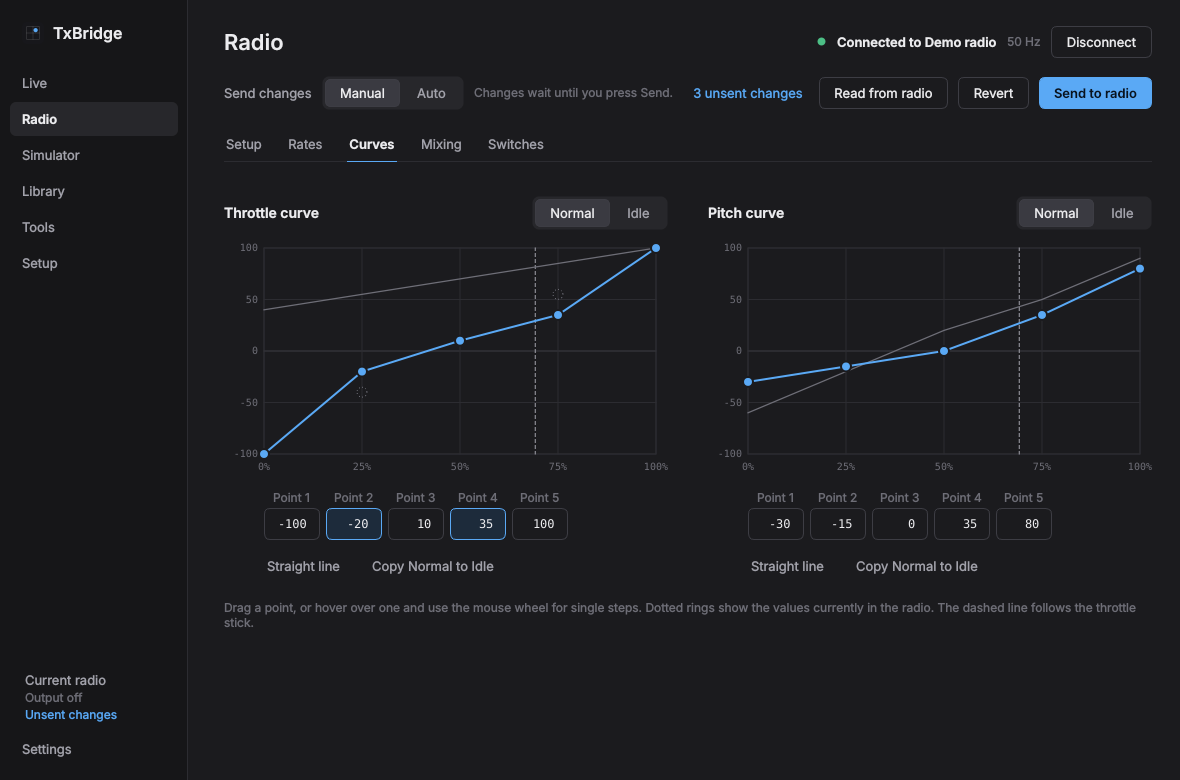 TxBridge
Live
Radio
Simulator
Library
Tools
Setup
Current radio
Output off
Unsent changes
Settings
Radio
Connected to Demo radio 50 Hz Disconnect
Send changes Manual Auto Changes wait until you press Send. 3 unsent changes Read from radio Revert Send to radio
Setup Rates Curves Mixing Switches
Throttle curve Normal Idle
100
50
0
-50
-100
0% 25% 50% 75% 100%
Point 1 Point 2 Point 3 Point 4 Point 5
-100 -20 10 35 100
Straight line Copy Normal to Idle
Pitch curve Normal Idle
100
50
0
-50
-100
0% 25% 50% 75% 100%
Point 1 Point 2 Point 3 Point 4 Point 5
-30 -15 0 35 80
Straight line Copy Normal to Idle
Drag a point, or hover over one and use the mouse wheel for single steps. Dotted rings show the values currently in the radio. The dashed line follows the throttle
stick.